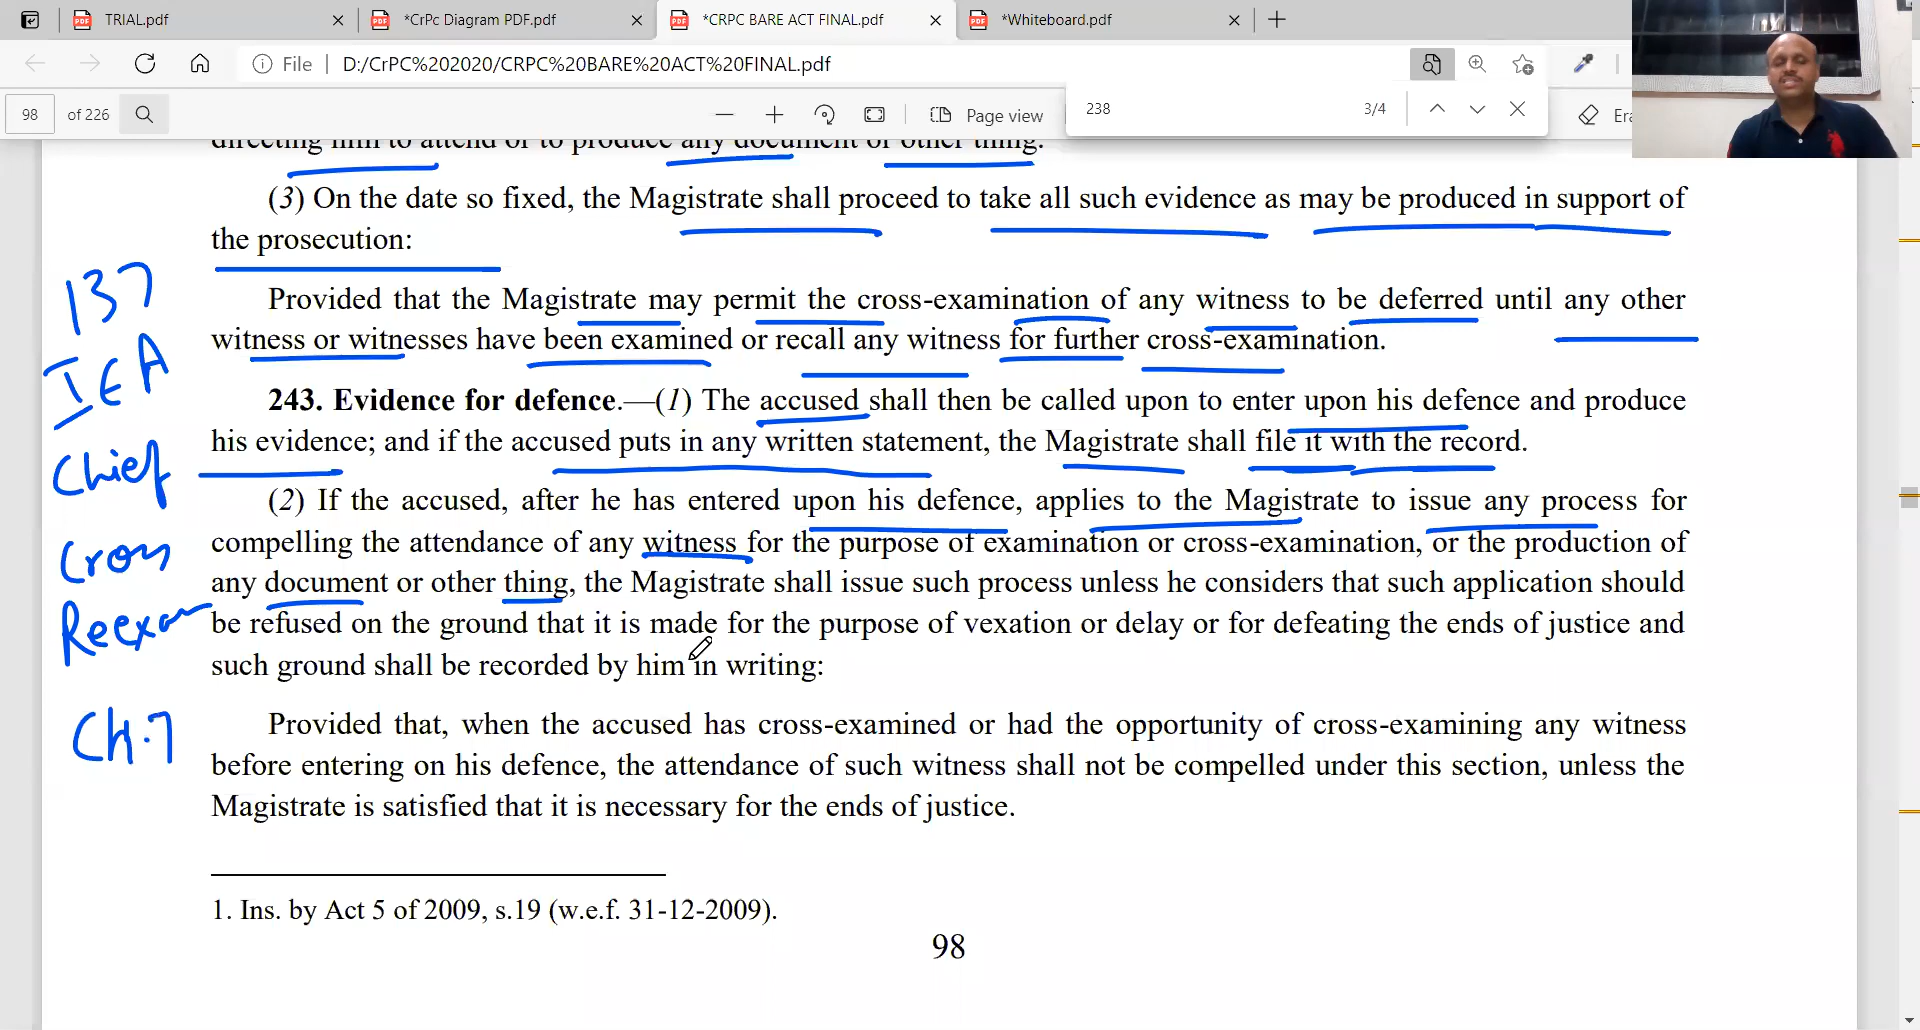 TRIAL.pdf
*CrPc Diagram PDF.pdf
*CRPC BARE ACT FINAL.pdf
*Whiteboard.pdf
File | D:/CrPC%202020/CRPC%20BARE%20ACT%20FINAL.pdf
98 of 226
Page view
238 3/4
Era
directing him to attend or to produce any document or other thing.
(3) On the date so fixed, the Magistrate shall proceed to take all such evidence as may be produced in support of
the prosecution:
137
Provided that the Magistrate may permit the cross-examination of any witness to be deferred until any other
witness or witnesses have been examined or recall any witness for further cross-examination.
IEA
243. Evidence for defence.—(1) The accused shall then be called upon to enter upon his defence and produce
his evidence; and if the accused puts in any written statement, the Magistrate shall file it with the record.
Chief
(2) If the accused, after he has entered upon his defence, applies to the Magistrate to issue any process for
compelling the attendance of any witness for the purpose of examination or cross-examination, or the production of
Cross
any document or other thing, the Magistrate shall issue such process unless he considers that such application should
be refused on the ground that it is made for the purpose of vexation or delay or for defeating the ends of justice and
Reexam
such ground shall be recorded by him in writing:
Ch.7
Provided that, when the accused has cross-examined or had the opportunity of cross-examining any witness
before entering on his defence, the attendance of such witness shall not be compelled under this section, unless the
Magistrate is satisfied that it is necessary for the ends of justice.
1. Ins. by Act 5 of 2009, s.19 (w.e.f. 31-12-2009).
98